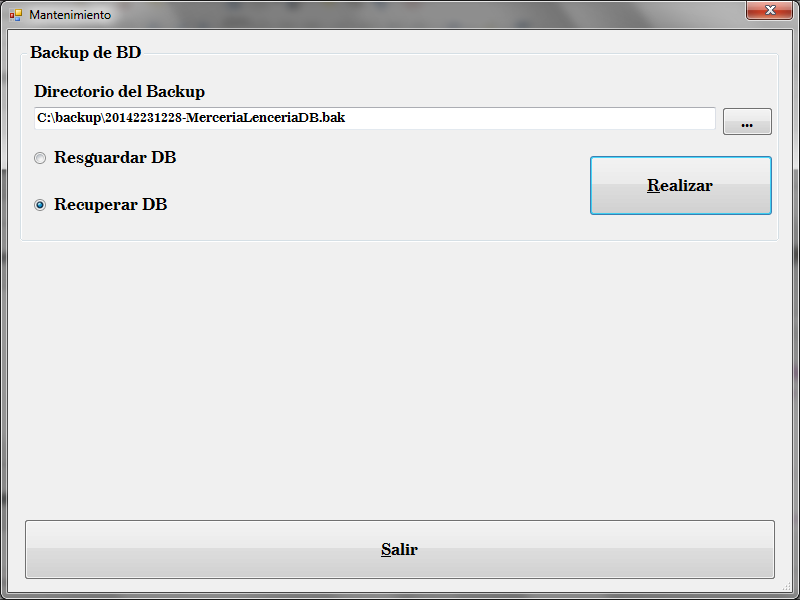 Mantenimiento
Backup de BD
Directorio del Backup
C:\backup\20142231228-MerceriaLenceriaDB.bak
...
Resguardar DB
Realizar
Recuperar DB
Salir